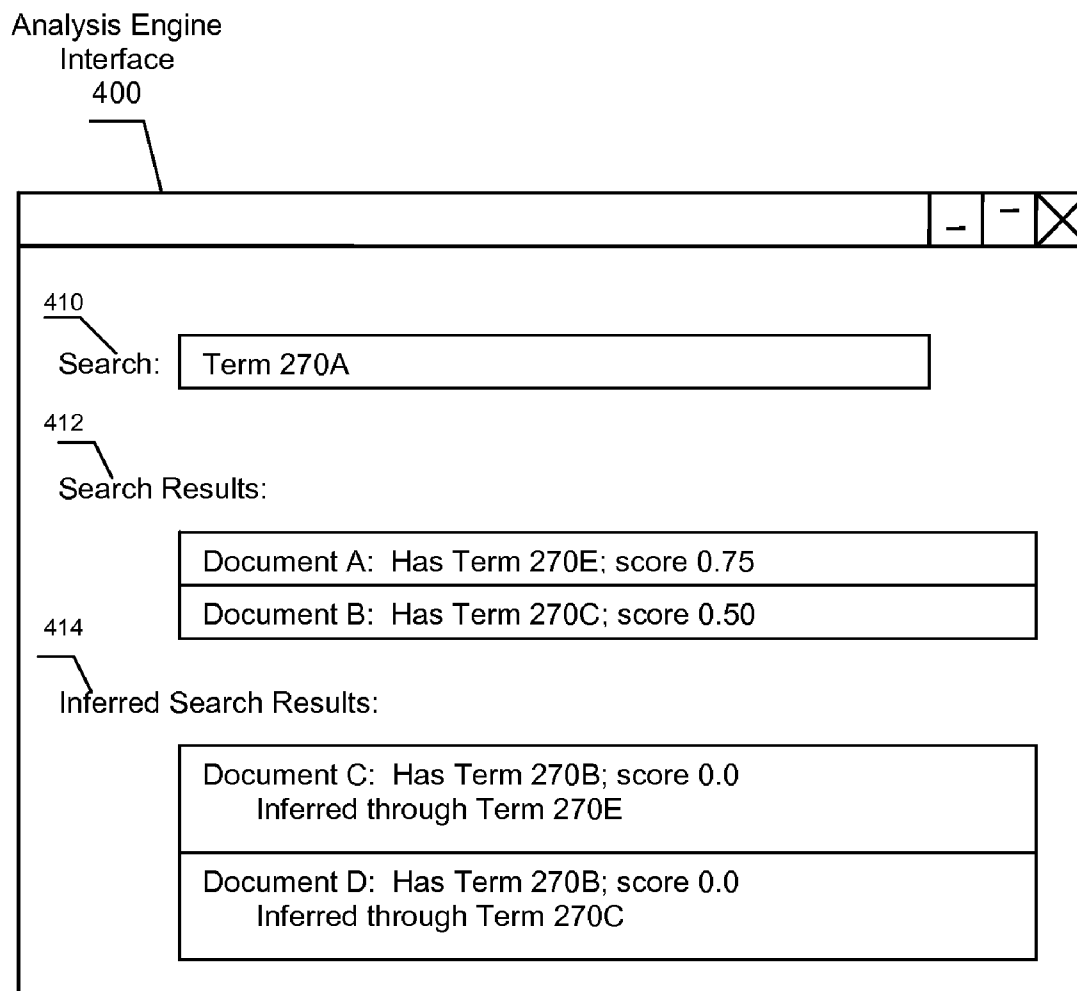 Analysis Engine
Interface
400
410
Search: Term 270A
412
Search Results:
Document A: Has Term 270E; score 0.75
Document B: Has Term 270C; score 0.50
414
Inferred Search Results:
Document C: Has Term 270B; score 0.0
Inferred through Term 270E
Document D: Has Term 270B; score 0.0
Inferred through Term 270C